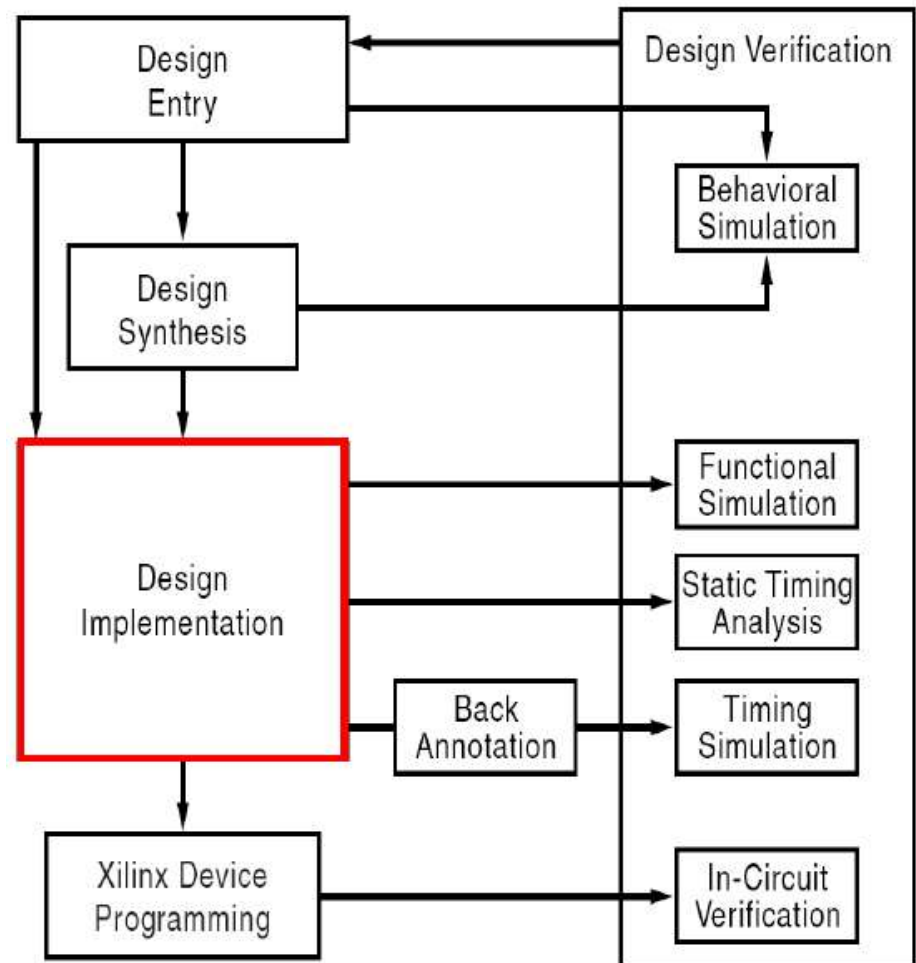 Design
Entry
Design Verification
Behavioral
Simulation
Design
Synthesis
Functional
Simulation
Design
Implementation
Static Timing
Analysis
Back
Annotation
Timing
Simulation
Xilinx Device
Programming
In-Circuit
Verification